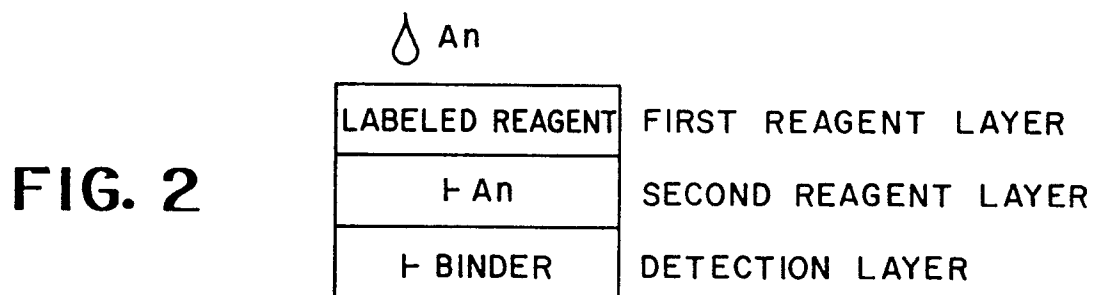 An
LABELED REAGENT FIRST REAGENT LAYER
FIG. 2
⊢ An SECOND REAGENT LAYER
⊢ BINDER DETECTION LAYER